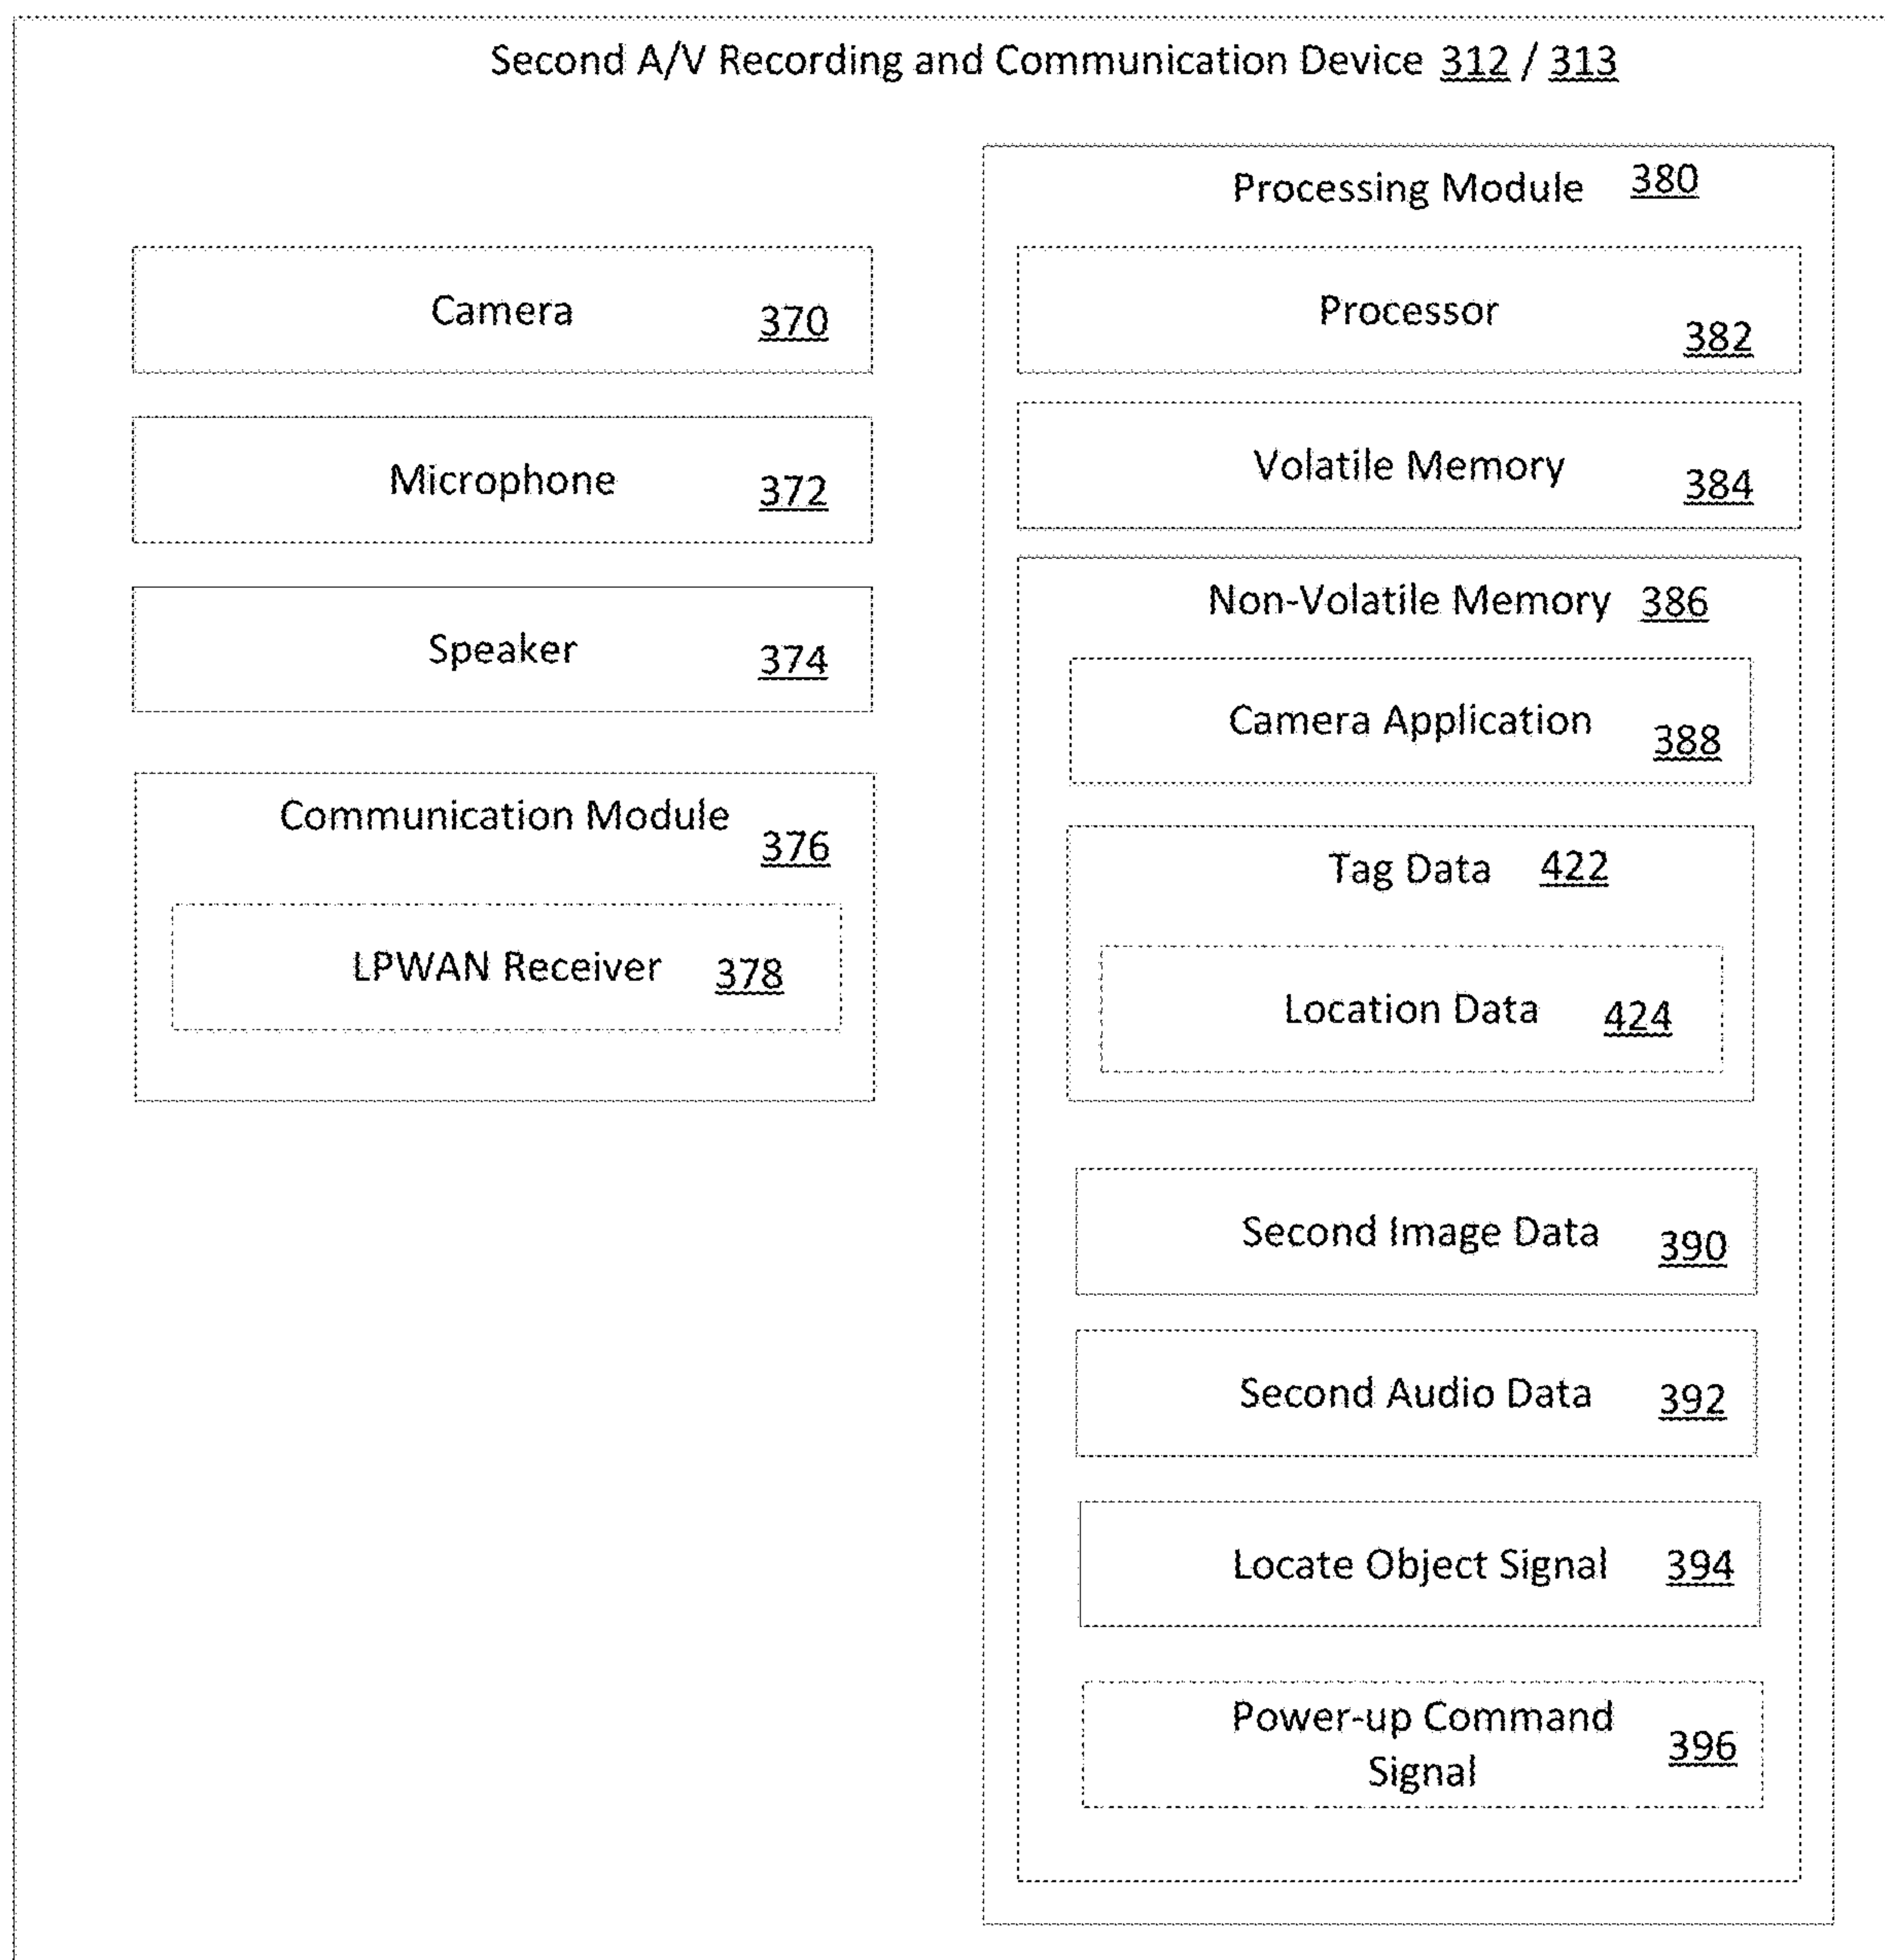 Second A/V Recording and Communication Device 312 / 313
Camera 370
Microphone 372
Speaker 374
Communication Module 376
LPWAN Receiver 378
Processing Module 380
Processor 382
Volatile Memory 384
Non-Volatile Memory 386
Camera Application 388
Tag Data 422
Location Data 424
Second Image Data 390
Second Audio Data 392
Locate Object Signal 394
Power-up Command
Signal 396